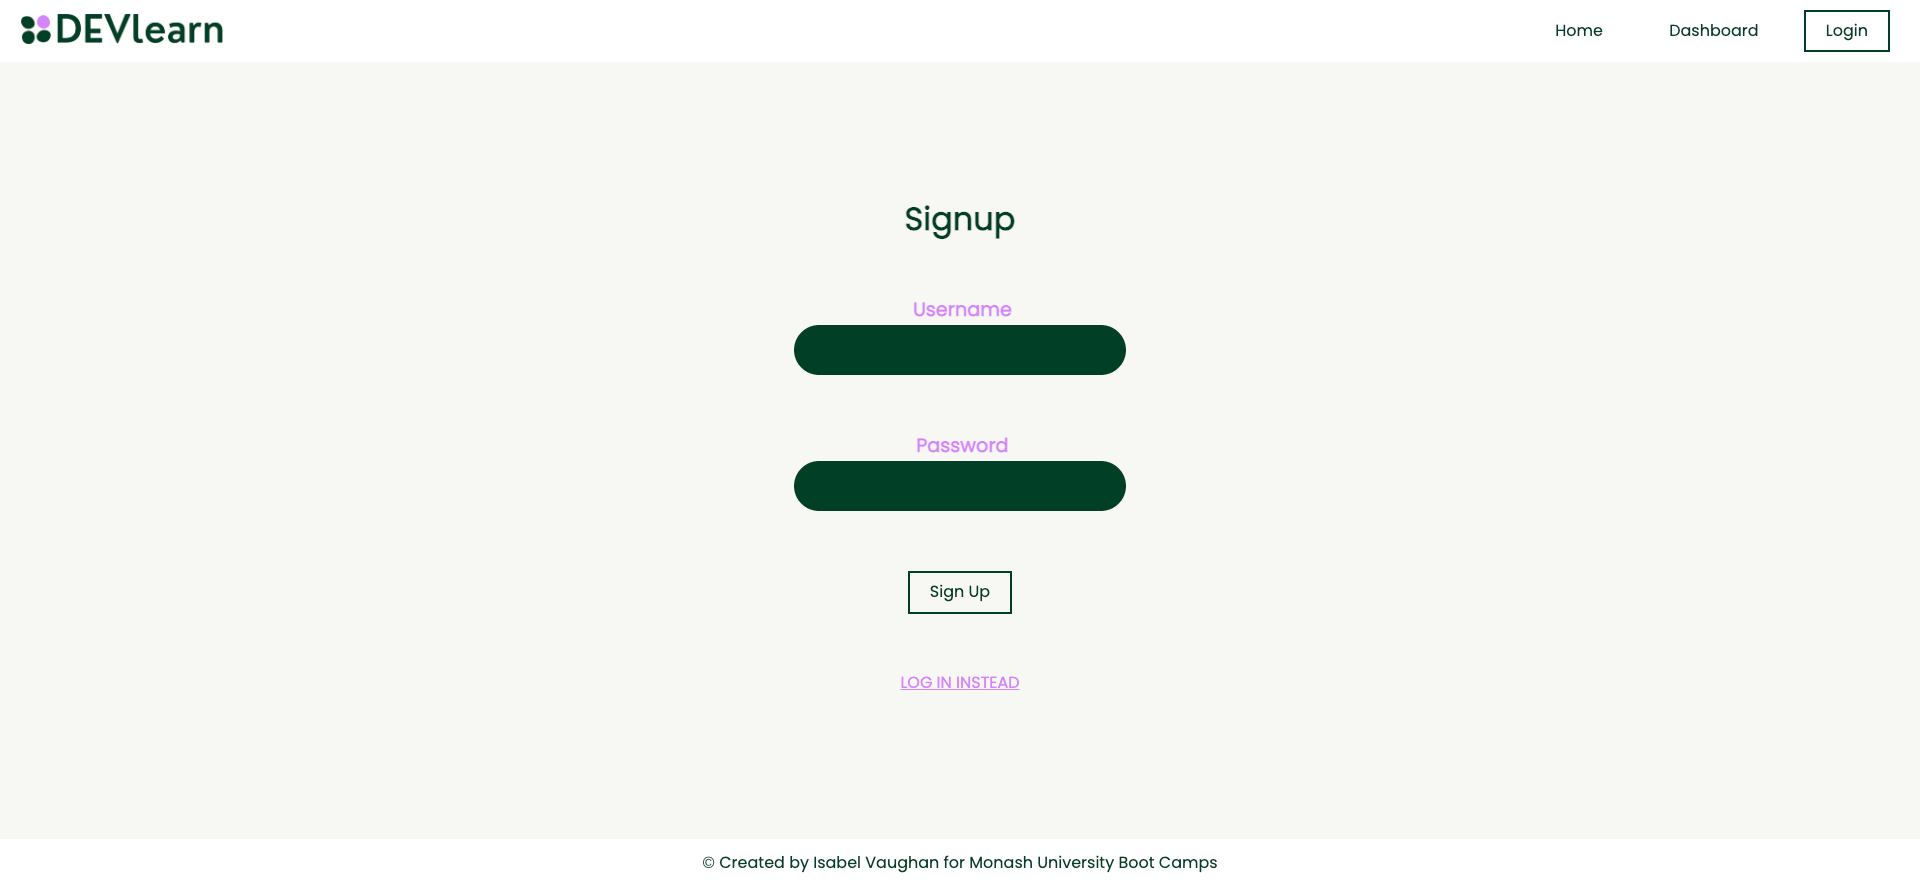 DEVlearn
Home
Dashboard
Login
Signup
Username
Password
Sign Up
LOG IN INSTEAD
© Created by Isabel Vaughan for Monash University Boot Camps